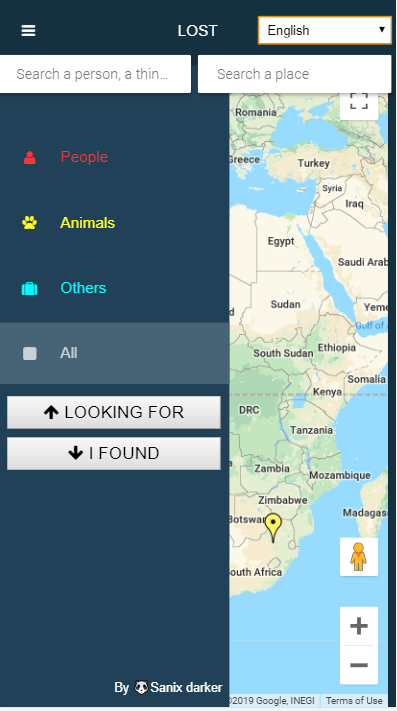 LOST
English
Search a person, a thin...
Search a place
People
Animals
Others
All
LOOKING FOR
I FOUND
By Sanix darker
Romania
Greece
Turkey
Syria
Iraq
Egypt
Saudi Arab
Sudan
Yeme
Gulf of A
South Sudan
Ethiopia
Somalia
Kenya
DRC
Tanzania
Zambia
Mozambique
Zimbabwe
Botswan
Madagas
South Africa
©2019 Google, INEGI
Terms of Use